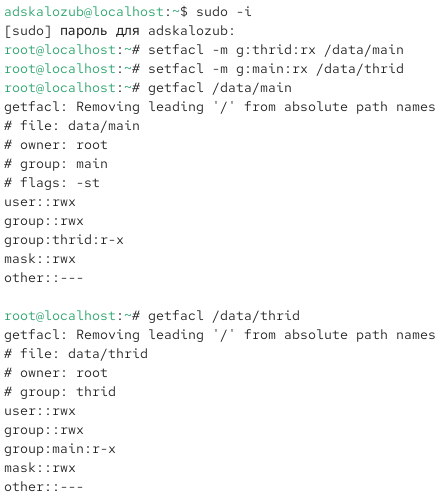 adskalozub@localhost:~$ sudo -i
[sudo] пароль для adskalozub:
root@localhost:~# setfacl -m g:thrid:rx /data/main
root@localhost:~# setfacl -m g:main:rx /data/thrid
root@localhost:~# getfacl /data/main
getfacl: Removing leading '/' from absolute path names
# file: data/main
# owner: root
# group: main
# flags: -st
user::rwx
group::rwx
group:thrid:r-x
mask::rwx
other::---
root@localhost:~# getfacl /data/thrid
getfacl: Removing leading '/' from absolute path names
# file: data/thrid
# owner: root
# group: thrid
user::rwx
group::rwx
group:main:r-x
mask::rwx
other::---